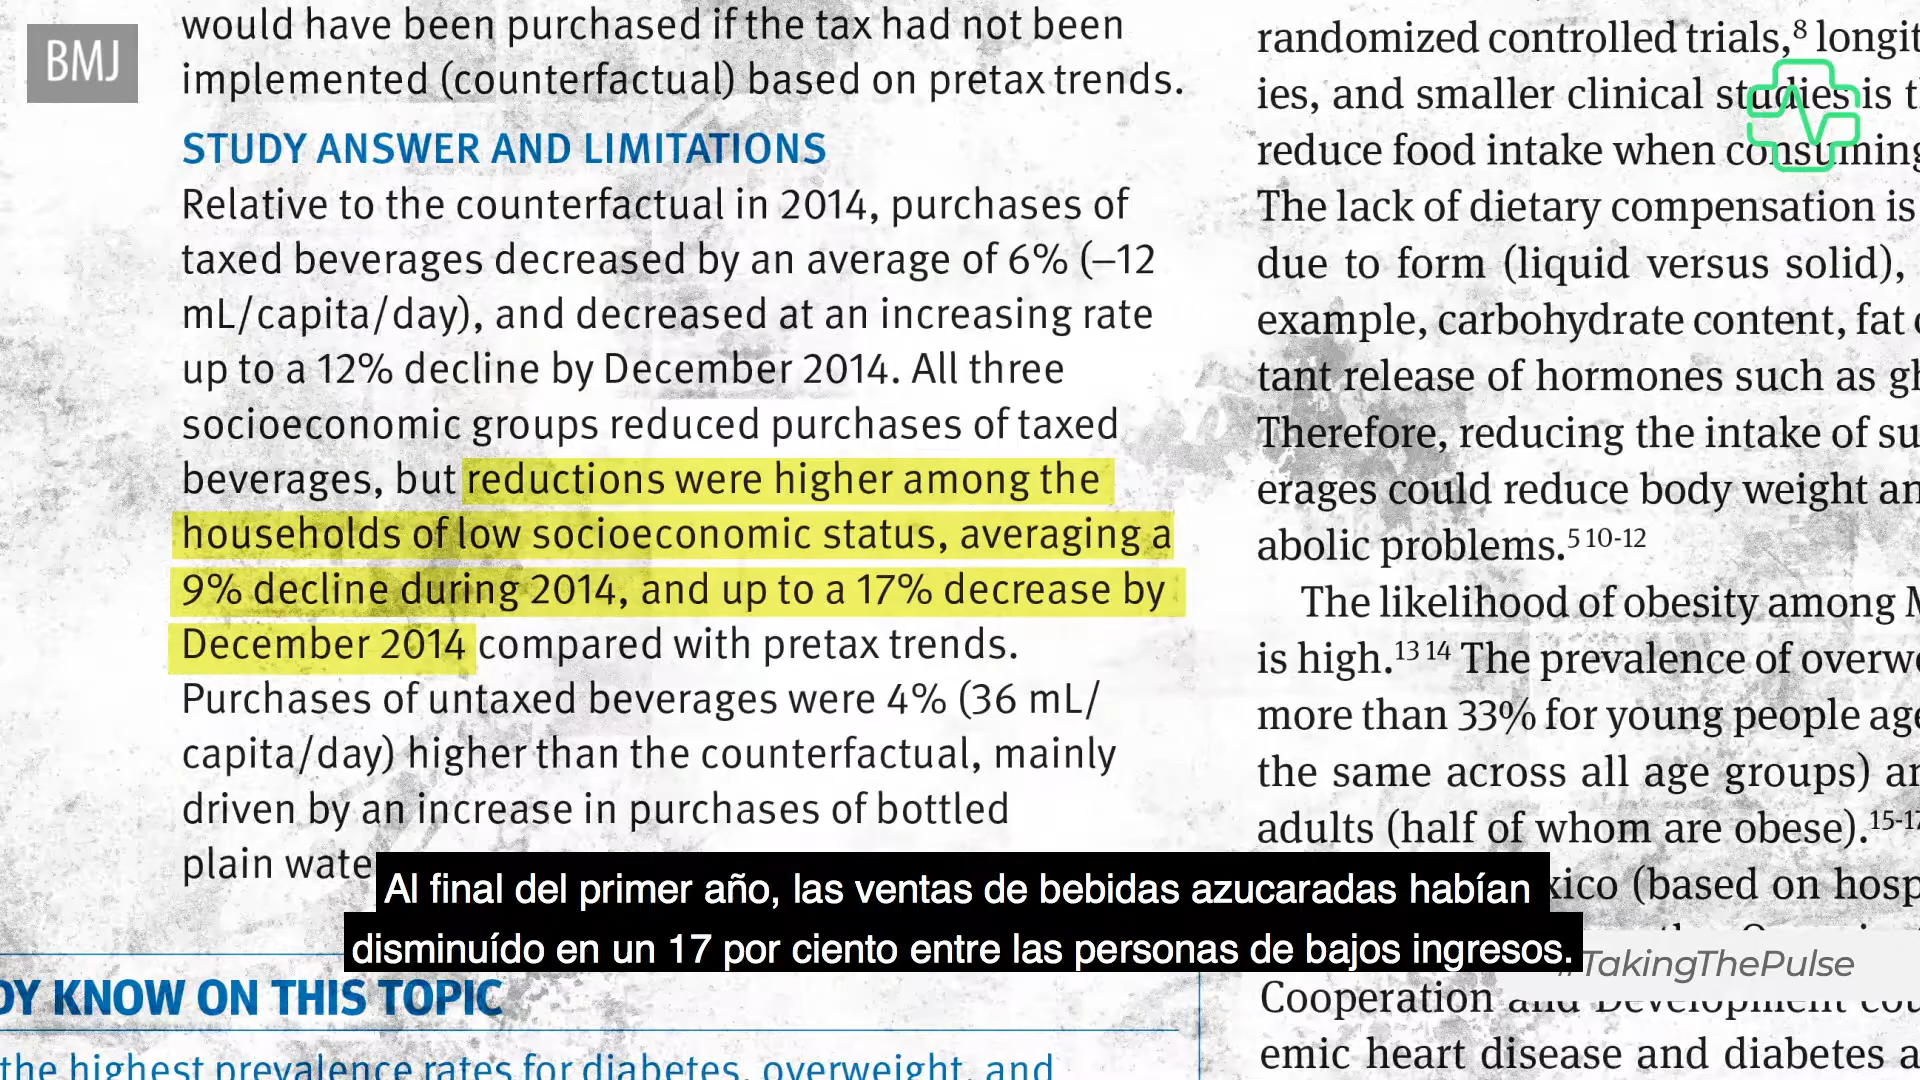 BMJ
would have been purchased if the tax had not been
implemented (counterfactual) based on pretax trends.
STUDY ANSWER AND LIMITATIONS
Relative to the counterfactual in 2014, purchases of
taxed beverages decreased by an average of 6% (–12
mL/capita/day), and decreased at an increasing rate
up to a 12% decline by December 2014. All three
socioeconomic groups reduced purchases of taxed
beverages, but reductions were higher among the
households of low socioeconomic status, averaging a
9% decline during 2014, and up to a 17% decrease by
December 2014 compared with pretax trends.
Purchases of untaxed beverages were 4% (36 mL/
capita/day) higher than the counterfactual, mainly
driven by an increase in purchases of bottled
plain wate
KNOW ON THIS TOPIC
the highest prevalence rates for diabetes, overweight, and
randomized controlled trials,8 longit
ies, and smaller clinical studies is t
reduce food intake when consuming
The lack of dietary compensation is
due to form (liquid versus solid),
example, carbohydrate content, fat
tant release of hormones such as gh
Therefore, reducing the intake of su
erages could reduce body weight an
abolic problems.5 10-12
The likelihood of obesity among M
is high.13 14 The prevalence of overwe
more than 33% for young people age
the same across all age groups) an
adults (half of whom are obese).15-17
xico (based on hosp
Cooperation and Development cou
emic heart disease and diabetes a
Al final del primer año, las ventas de bebidas azucaradas habían
disminuído en un 17 por ciento entre las personas de bajos ingresos.
#TakingThePulse